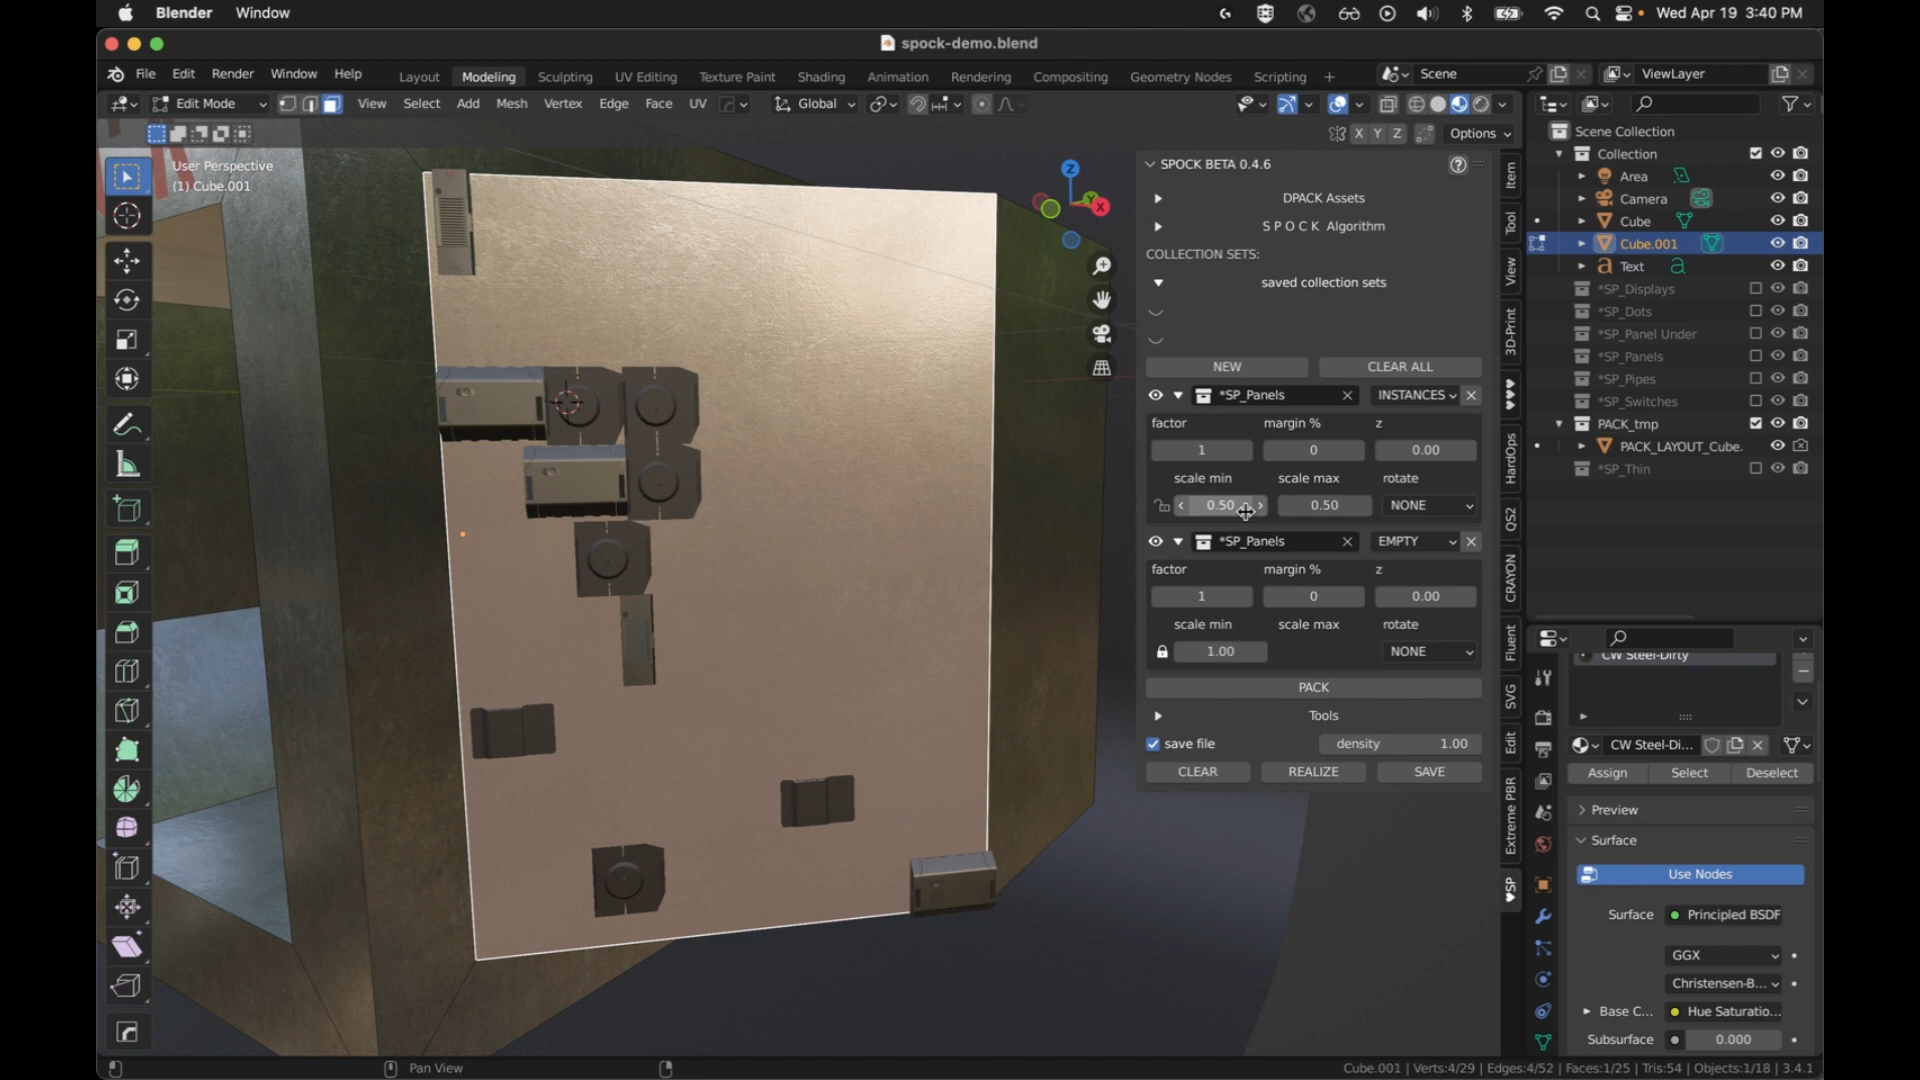 Blender Window Wed Apr 19 3:40 PM
spock-demo.blend
File Edit Render Window Help Layout Modeling Sculpting UV Editing Texture Paint Shading Animation Rendering Compositing Geometry Nodes Scripting + Scene ViewLayer
Edit Mode View Select Add Mesh Vertex Edge Face UV Global
X Y Z Options
User Perspective
(1) Cube.001
Z
Y
X
SPOCK BETA 0.4.6
DPACK Assets
S P O C K Algorithm
COLLECTION SETS:
saved collection sets
NEW CLEAR ALL
*SP_Panels INSTANCES
factor margin % z
1 0 0.00
scale min scale max rotate
0.50 0.50 NONE
*SP_Panels EMPTY
factor margin % z
1 0 0.00
scale min scale max rotate
1.00 NONE
PACK
Tools
save file density 1.00
CLEAR REALIZE SAVE
Item
Tool
View
3D-Print
♥♥♥
HardOps
QS2
CRAYON
Fluent
SVG
Edit
Extreme PBR
♥SP
Scene Collection
Collection
Area
Camera
Cube
Cube.001
Text
*SP_Displays
*SP_Dots
*SP_Panel Under
*SP_Panels
*SP_Pipes
*SP_Switches
PACK_tmp
PACK_LAYOUT_Cube.
*SP_Thin
CW Steel-Dirty
CW Steel-Di...
Assign Select Deselect
Preview
Surface
Use Nodes
Surface Principled BSDF
GGX
Christensen-B...
Base C... Hue Saturatio...
Subsurface 0.000
Pan View
Cube.001 | Verts:4/29 | Edges:4/52 | Faces:1/25 | Tris:54 | Objects:1/18 | 3.4.1